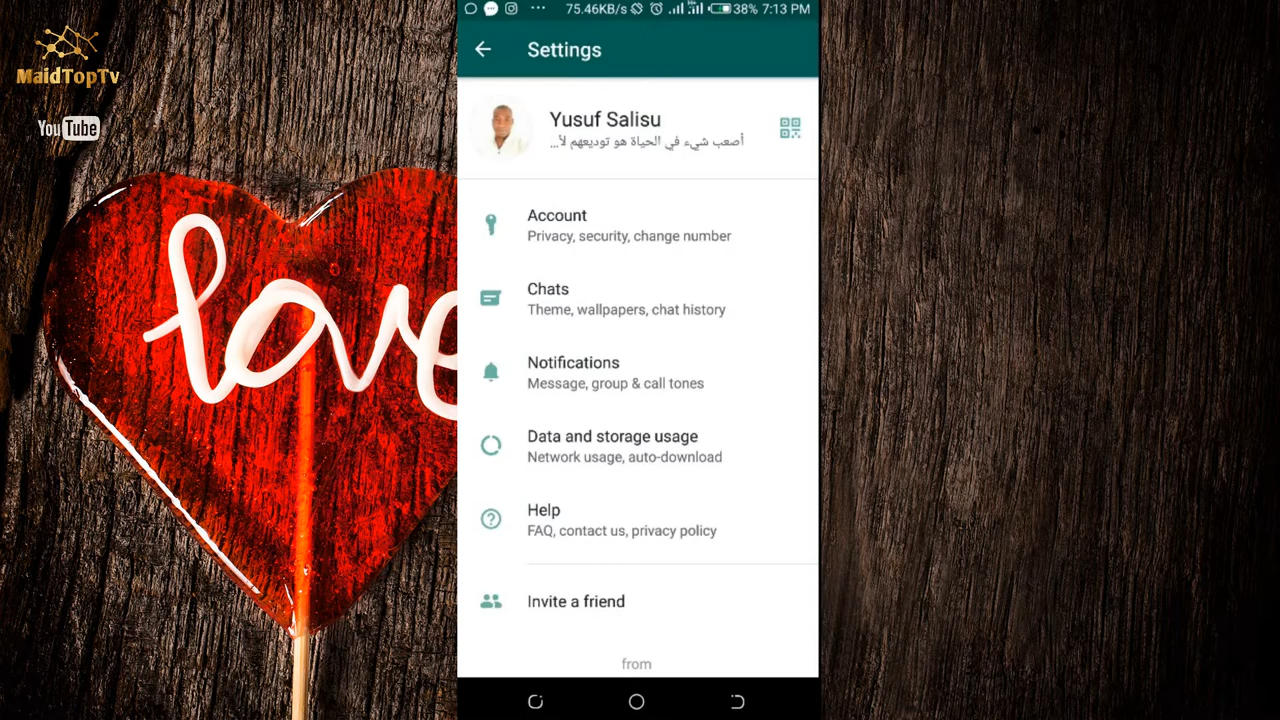 MaidTopTv
YouTube
love
75.46KB/s 38% 7:13 PM
Settings
Yusuf Salisu
أصعب شيء في الحياة هو توديعهم لأ...
Account
Privacy, security, change number
Chats
Theme, wallpapers, chat history
Notifications
Message, group & call tones
Data and storage usage
Network usage, auto-download
Help
FAQ, contact us, privacy policy
Invite a friend
from